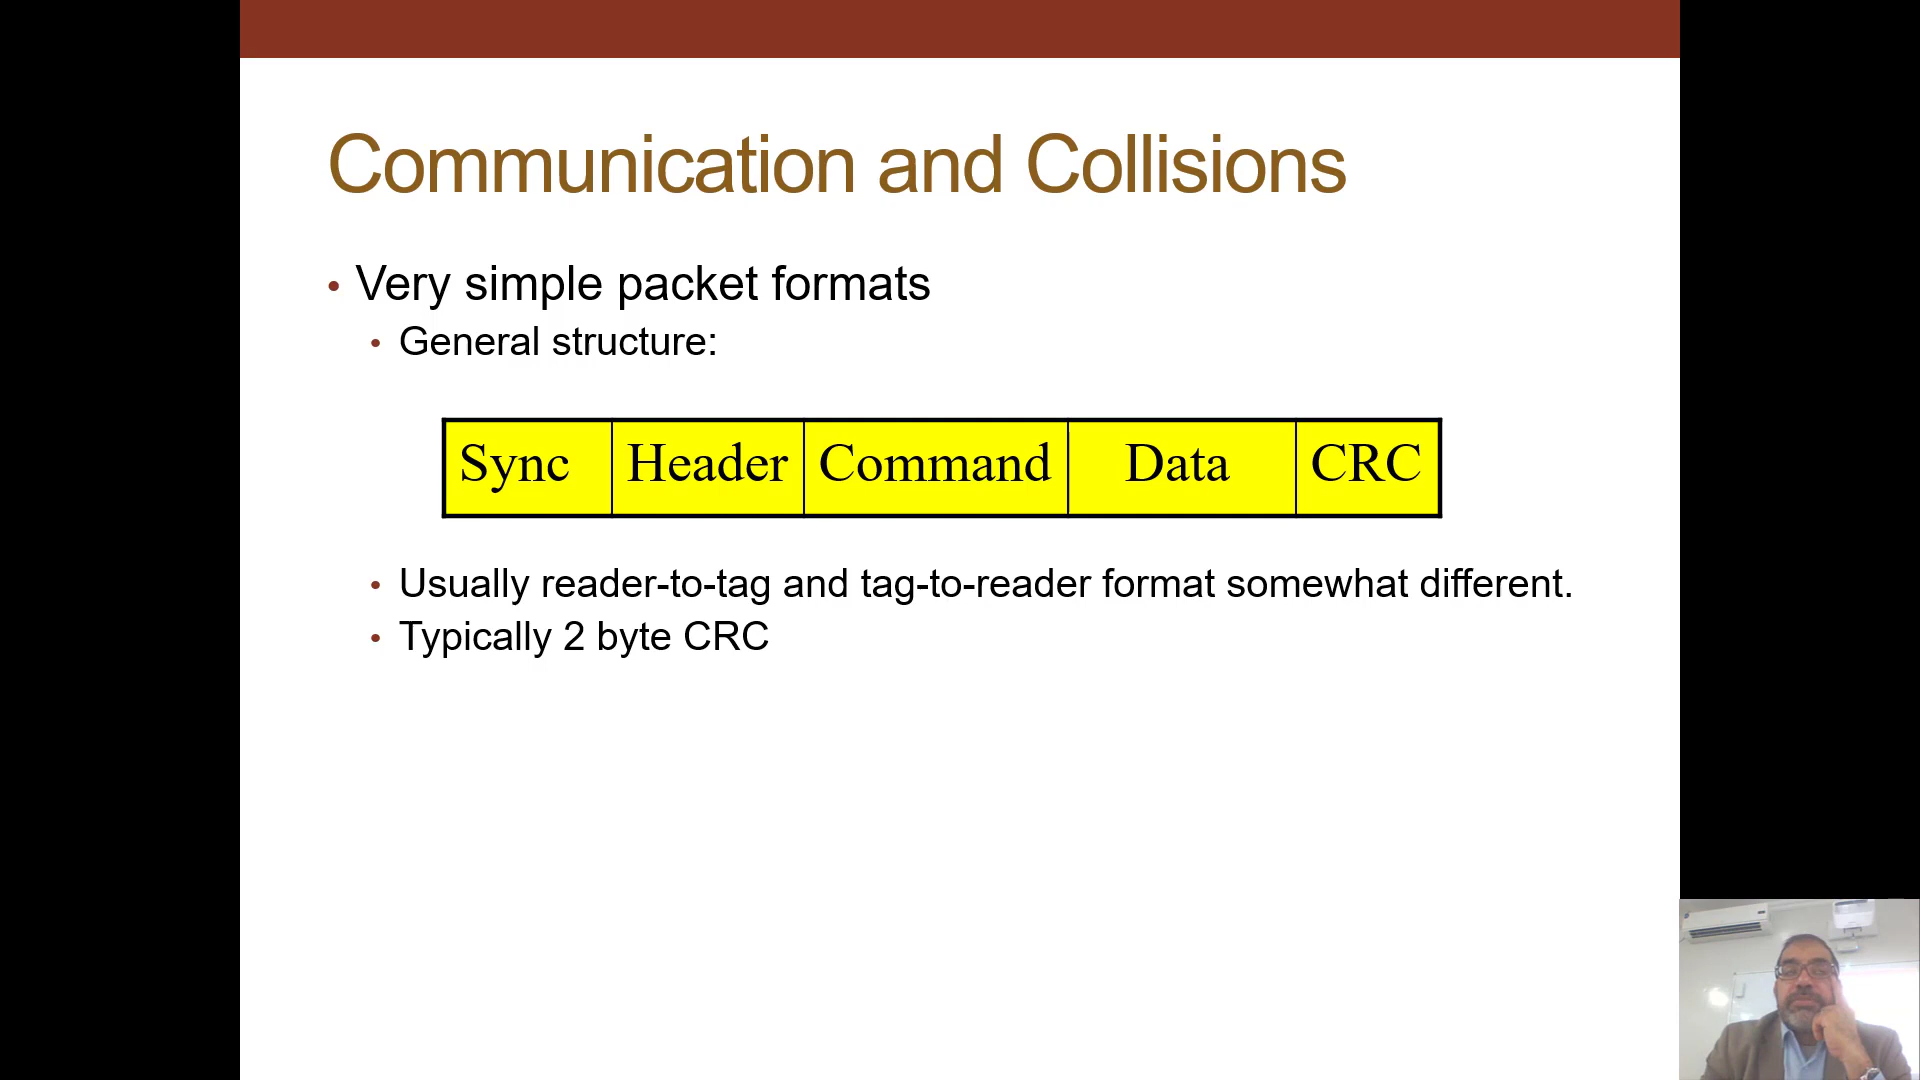 Communication and Collisions
• Very simple packet formats
• General structure:
Sync Header Command Data CRC
• Usually reader-to-tag and tag-to-reader format somewhat different.
• Typically 2 byte CRC